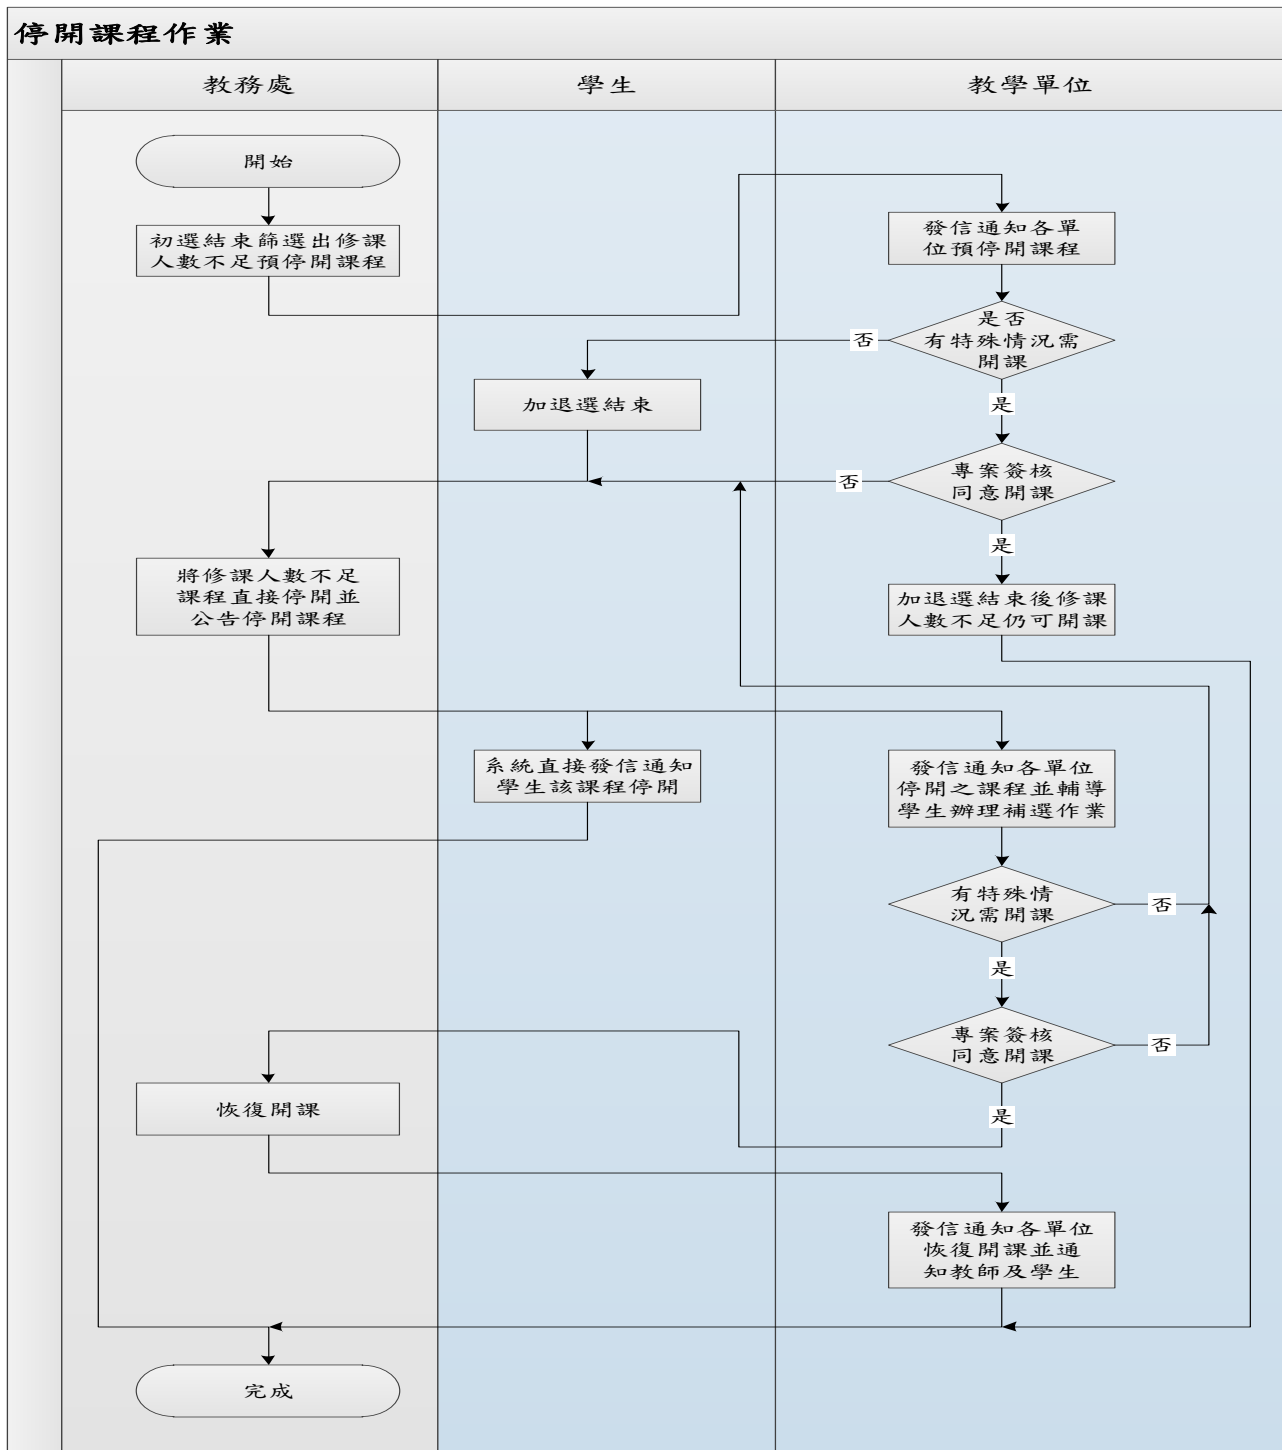 停開課程作業
教務處
學生
教學單位
開始
初選結束篩選出修課
人數不足預停開課程
發信通知各單
位預停開課程
是否
有特殊情況需
開課
否
是
加退選結束
專案簽核
同意開課
否
是
將修課人數不足
課程直接停開並
公告停開課程
加退選結束後修課
人數不足仍可開課
系統直接發信通知
學生該課程停開
發信通知各單位
停開之課程並輔導
學生辦理補選作業
有特殊情
況需開課
否
是
專案簽核
同意開課
否
是
恢復開課
發信通知各單位
恢復開課並通
知教師及學生
完成